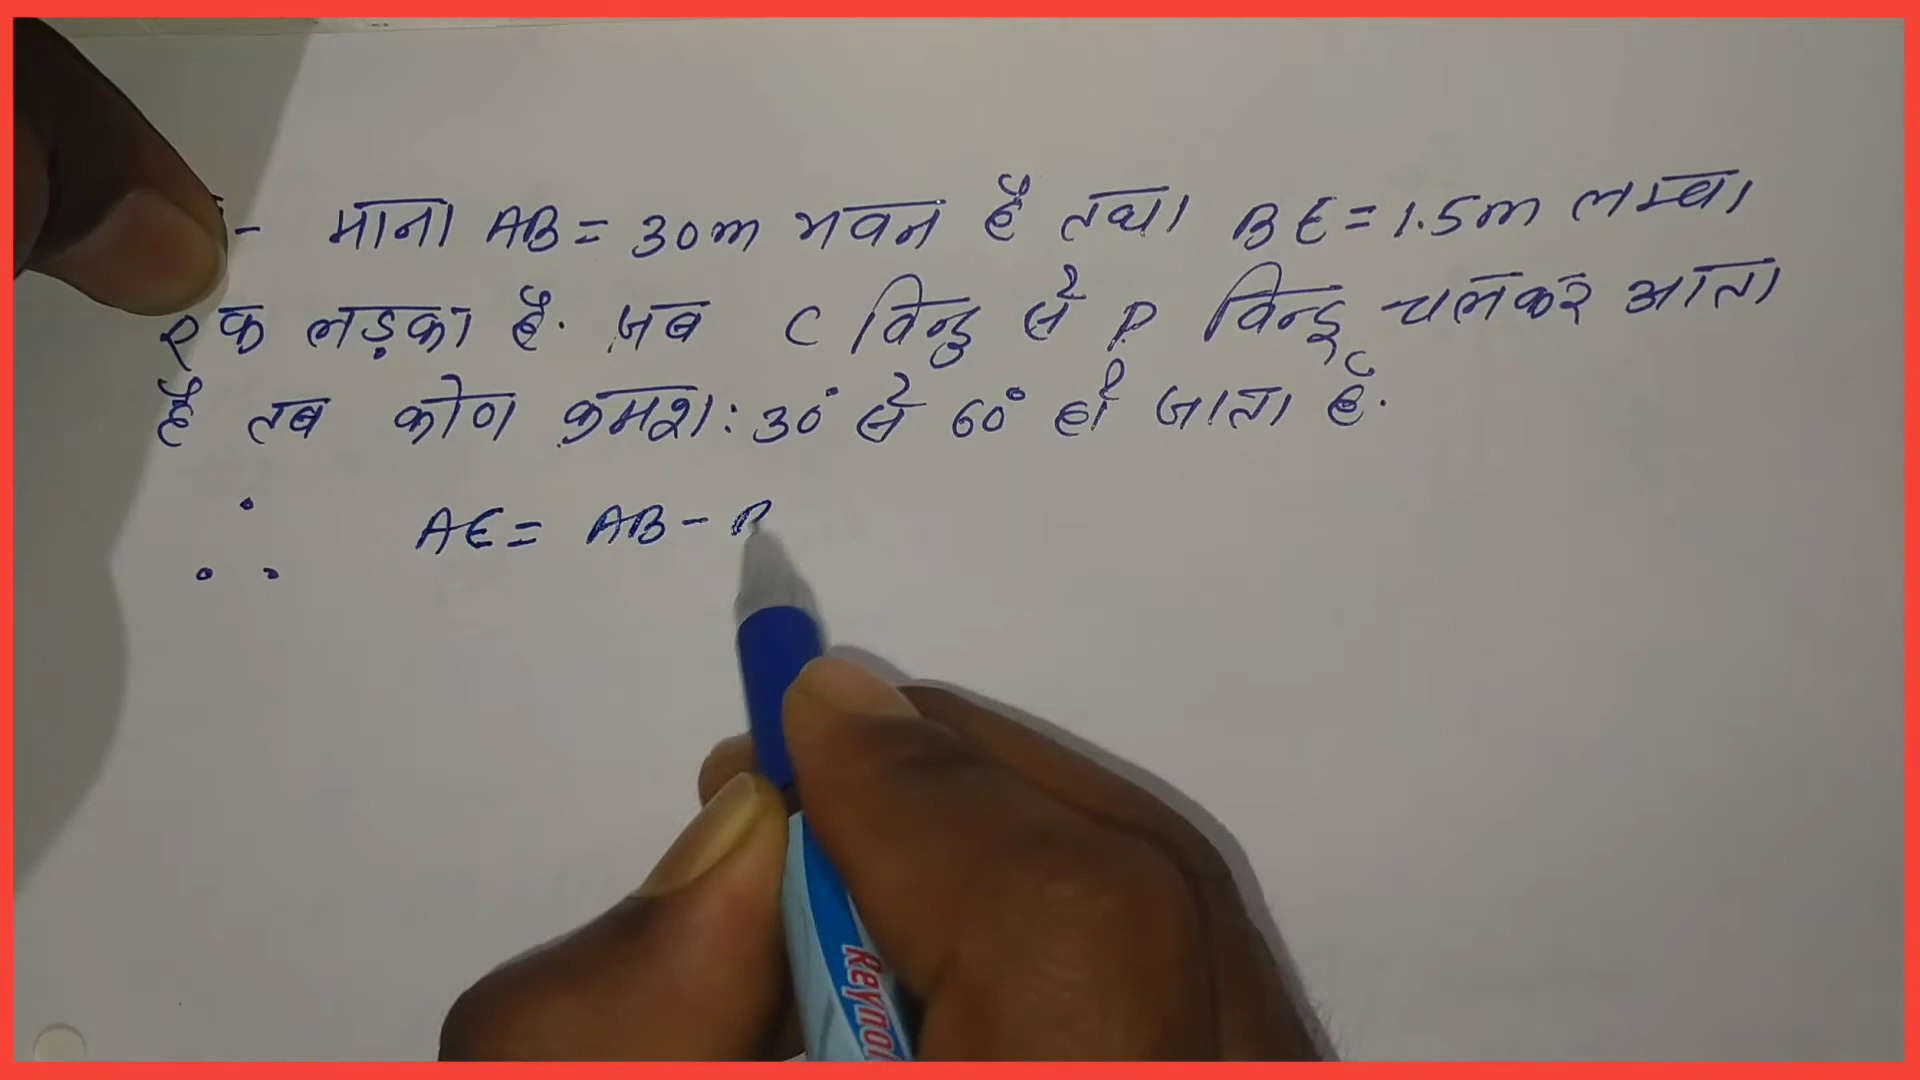 - माना AB = 30m भवन है तथा BE = 1.5m लम्बा
एक लड़का है. जब C विन्दु से D विन्दु चलकर आता
है तब कोण क्रमश: 30° से 60° हो जाता है.
∴ AE = AB -
Reynol